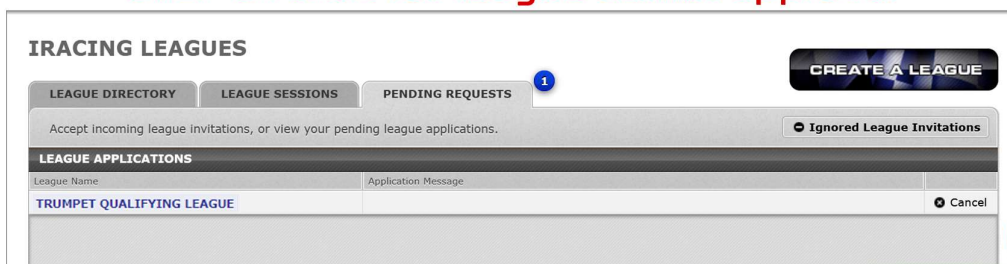 IRACING LEAGUES
CREATE A LEAGUE
LEAGUE DIRECTORY LEAGUE SESSIONS PENDING REQUESTS 1
Accept incoming league invitations, or view your pending league applications. Ignored League Invitations
LEAGUE APPLICATIONS
League Name Application Message
TRUMPET QUALIFYING LEAGUE Cancel